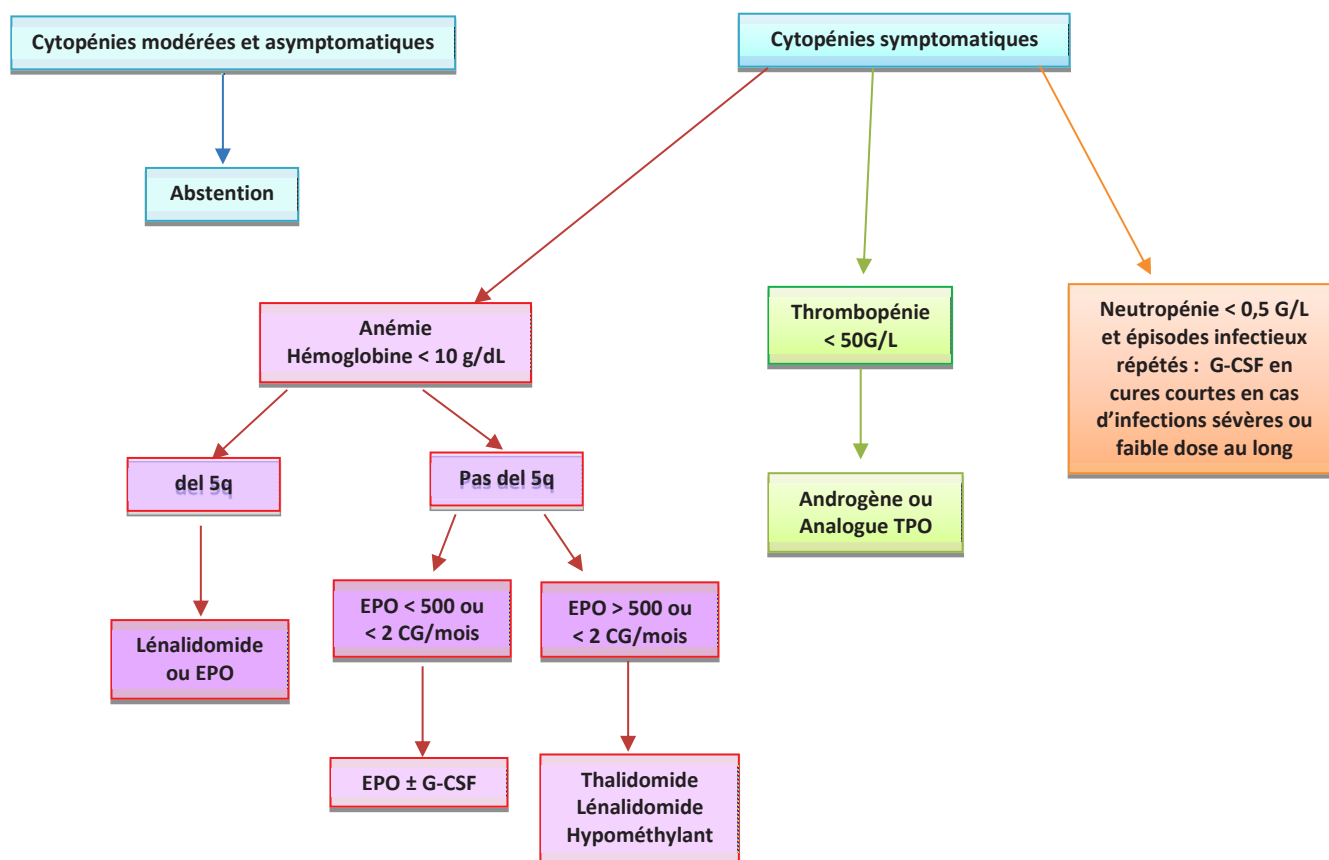 Cytopénies modérées et asymptomatiques
Cytopénies symptomatiques
Abstention
Anémie
Hémoglobine < 10 g/dL
Thrombopénie
< 50G/L
Neutropénie < 0,5 G/L
et épisodes infectieux
répétés : G-CSF en
cures courtes en cas
d'infections sévères ou
faible dose au long
del 5q
Pas del 5q
Androgène ou
Analogue TPO
EPO < 500 ou
< 2 CG/mois
EPO > 500 ou
< 2 CG/mois
Lénalidomide
ou EPO
EPO ± G-CSF
Thalidomide
Lénalidomide
Hypométhylant